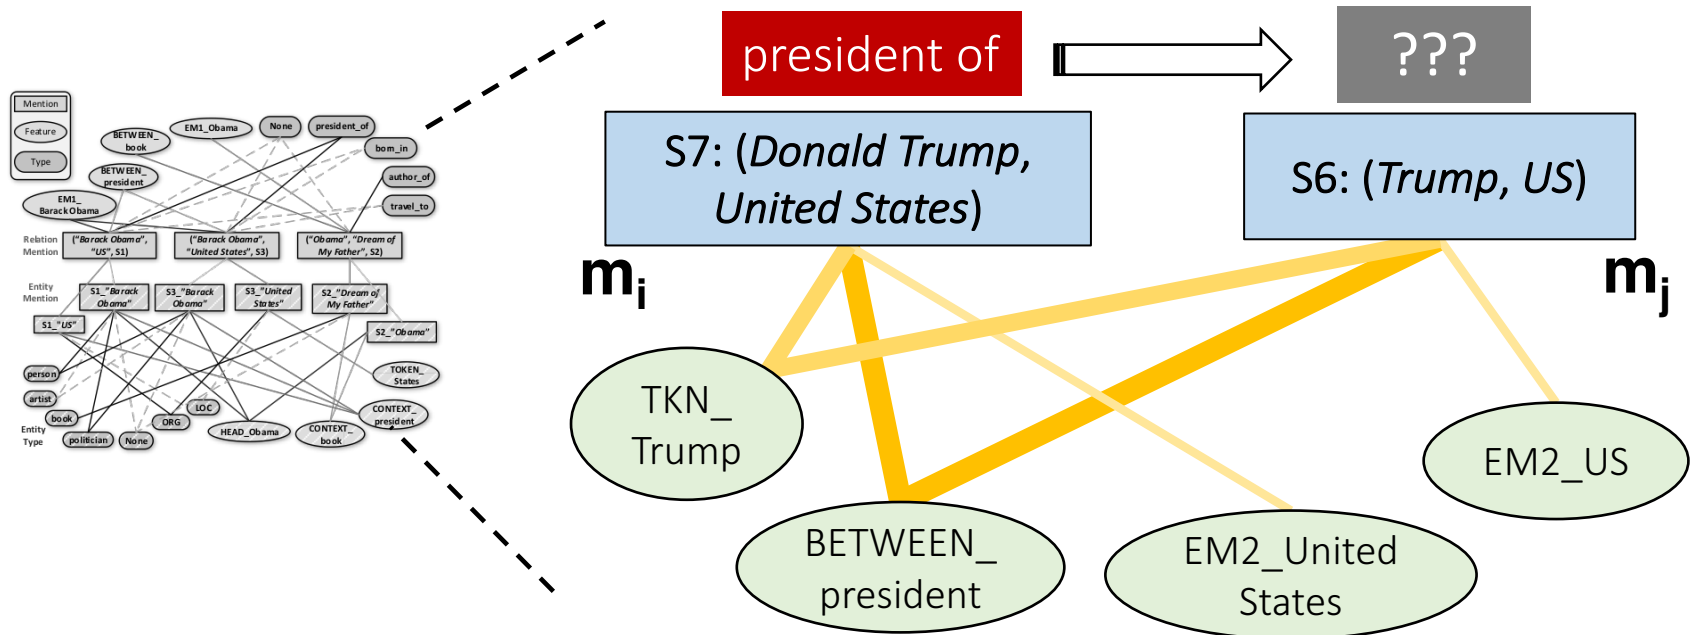 president of
???
S7: (Donald Trump,
United States)
S6: (Trump, US)
mi
mj
TKN_
Trump
BETWEEN_
president
EM2_United
States
EM2_US
Mention
Feature
Type
BETWEEN_
book
EM1_Obama
None
president_of
born_in
BETWEEN_
president
author_of
EM1_
Barack Obama
travel_to
Relation
Mention
("Barack Obama",
"US", S1)
("Barack Obama",
"United States", S3)
("Obama", "Dream of
My Father", S2)
Entity
Mention
S1_"Barack
Obama"
S3_"Barack
Obama"
S3_"United
States"
S2_"Dream of
My Father"
S1_"US"
S2_"Obama"
person
TOKEN_
States
artist
book
LOC
ORG
CONTEXT_
president
Entity
Type
politician
None
HEAD_Obama
CONTEXT_
book